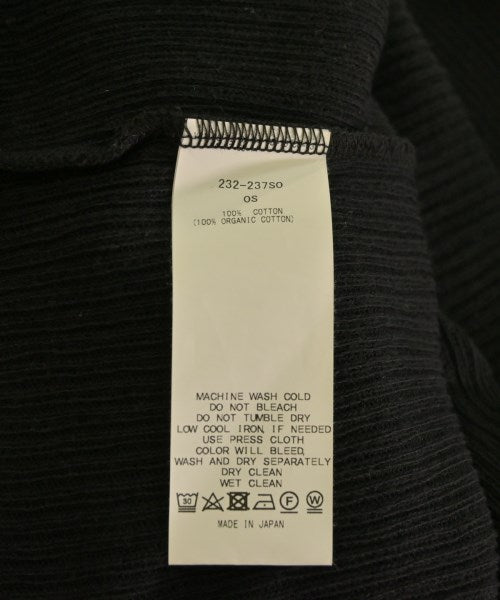 232-237SO
OS
100% COTTON
(100% ORGANIC COTTON)
MACHINE WASH COLD
DO NOT BLEACH
DO NOT TUMBLE DRY
LOW COOL IRON, IF NEEDED
USE PRESS CLOTH
COLOR WILL BLEED,
WASH AND DRY SEPARATELY
DRY CLEAN
WET CLEAN
30 F W
MADE IN JAPAN